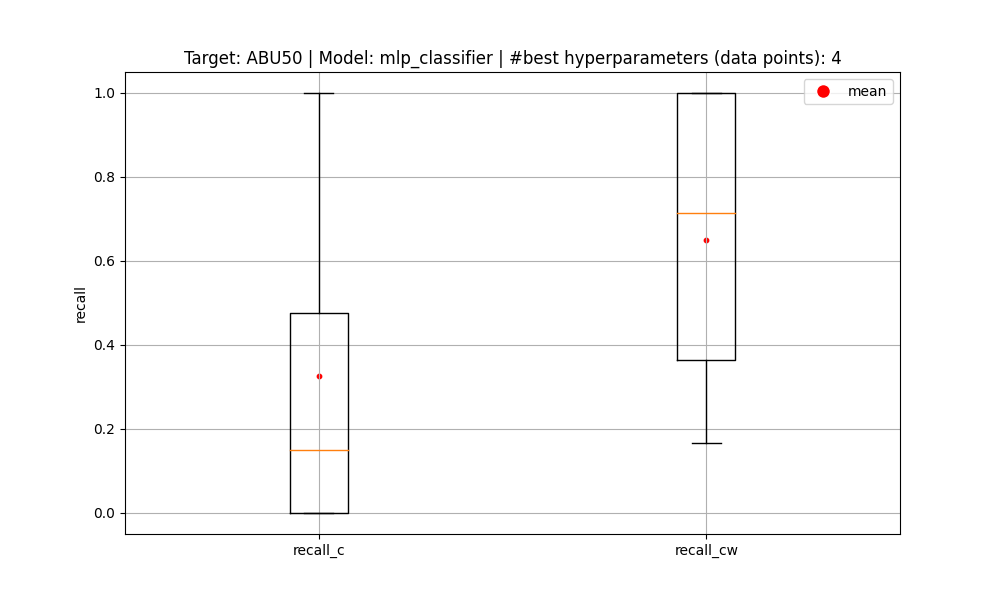 Target: ABU50 | Model: mlp_classifier | #best hyperparameters (data points): 4
mean
1.0
0.8
0.6
0.4
0.2
0.0
recall
recall_c
recall_cw